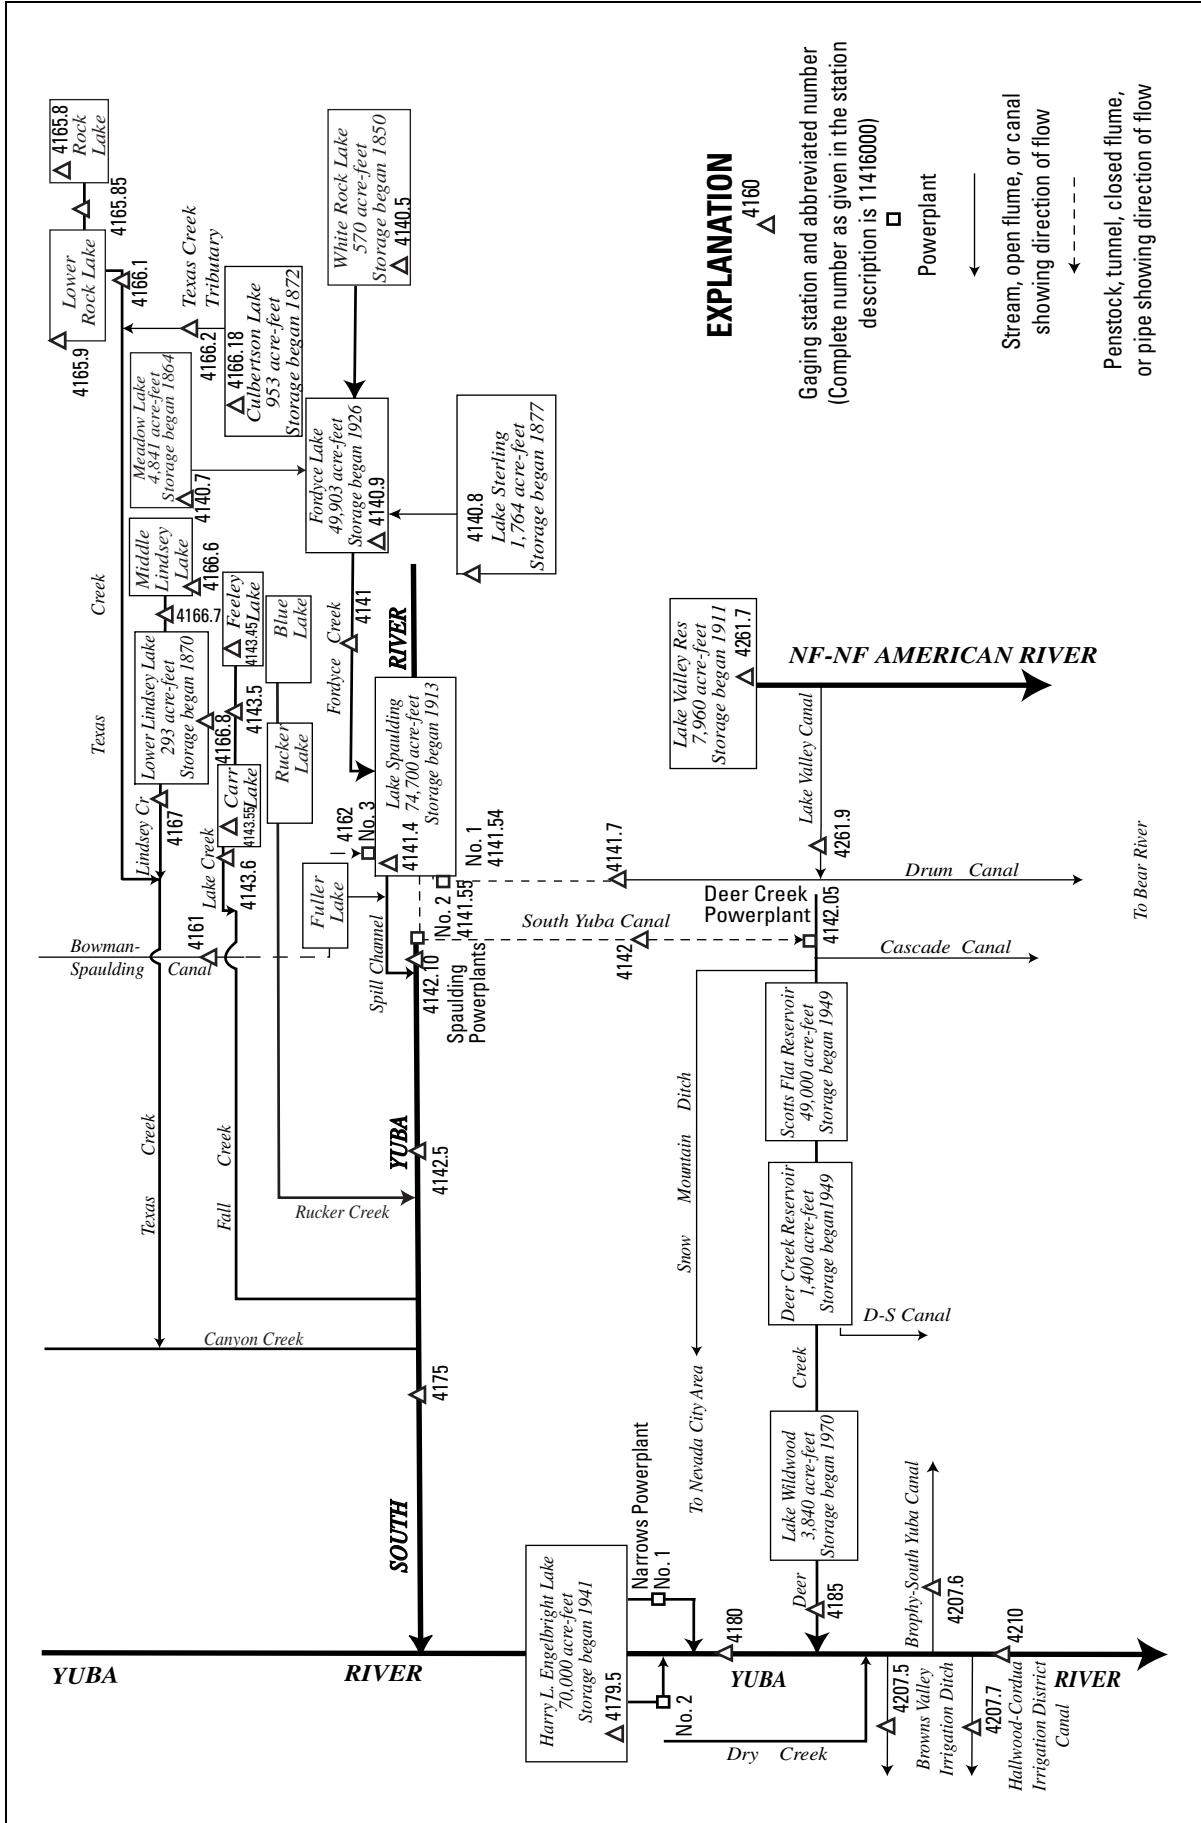 4165.8
Rock
Lake
4165.85
Lower
Rock Lake
4165.9
4166.1
Texas Creek
Tributary
4166.2
4166.18
Culbertson Lake
953 acre-feet
Storage began 1872
White Rock Lake
570 acre-feet
Storage began 1850
4140.5
Meadow Lake
4,841 acre-feet
Storage began 1864
4140.7
Fordyce Lake
49,903 acre-feet
Storage began 1926
4140.9
4140.8
Lake Sterling
1,764 acre-feet
Storage began 1877
Middle
Lindsey
Lake
4166.6
4166.7
Lower Lindsey Lake
293 acre-feet
Storage began 1870
4166.8
Feeley
4143.45 Lake
4143.5
Blue
Lake
Rucker
Lake
Carr
4143.55 Lake
4143.6
Lake Creek
Lindsey Cr
4167
Texas Creek
Fordyce Creek
4141
RIVER
Lake Spaulding
74,700 acre-feet
Storage began 1913
4141.4
4162
No. 3
Fuller
Lake
No. 1
4141.54
No. 2
4141.55
4142.10
Spaulding
Powerplants
Spill Channel
4161
Bowman-
Spaulding Canal
Texas Creek
Fall Creek
Rucker Creek
YUBA
4142.5
Canyon Creek
4175
SOUTH
Lake Valley Res
7,960 acre-feet
Storage began 1911
4261.7
NF-NF AMERICAN RIVER
Lake Valley Canal
4261.9
4141.7
Drum Canal
To Bear River
South Yuba Canal
4142
Deer Creek
Powerplant
4142.05
Cascade Canal
Snow Mountain Ditch
To Nevada City Area
Scotts Flat Reservoir
49,000 acre-feet
Storage began 1949
Deer Creek Reservoir
1,400 acre-feet
Storage began1949
D-S Canal
Creek
Lake Wildwood
3,840 acre-feet
Storage began 1970
Deer
4185
YUBA RIVER
Harry L. Engelbright Lake
70,000 acre-feet
Storage began 1941
4179.5
Narrows Powerplant
No. 1
No. 2
4180
YUBA
Dry Creek
Brophy-South Yuba Canal
4207.6
4207.5
Browns Valley
Irrigation Ditch
4207.7
Hallwood-Cordua
Irrigation District
Canal
4210
RIVER
EXPLANATION
4160
Gaging station and abbreviated number
(Complete number as given in the station
description is 11416000)
Powerplant
Stream, open flume, or canal
showing direction of flow
Penstock, tunnel, closed flume,
or pipe showing direction of flow